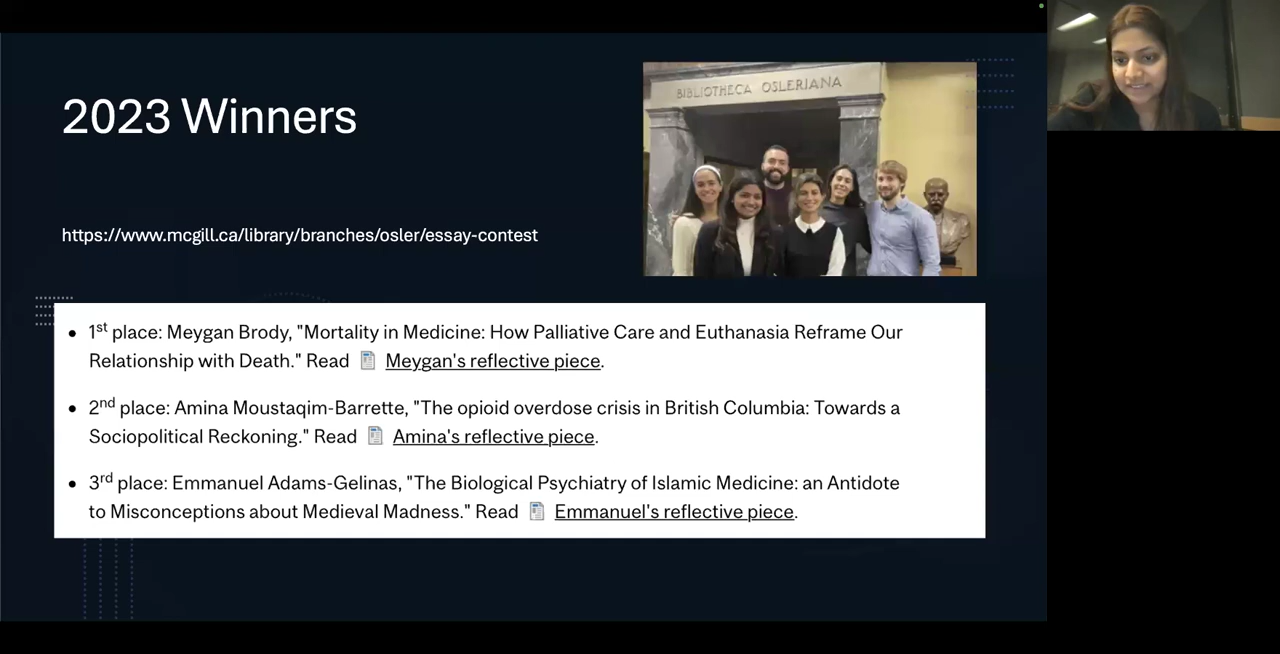 2023 Winners
BIBLIOTHECA OSLERIANA
https://www.mcgill.ca/library/branches/osler/essay-contest
• 1st place: Meygan Brody, "Mortality in Medicine: How Palliative Care and Euthanasia Reframe Our
Relationship with Death." Read Meygan's reflective piece.
• 2nd place: Amina Moustaqim-Barrette, "The opioid overdose crisis in British Columbia: Towards a
Sociopolitical Reckoning." Read Amina's reflective piece.
• 3rd place: Emmanuel Adams-Gelinas, "The Biological Psychiatry of Islamic Medicine: an Antidote
to Misconceptions about Medieval Madness." Read Emmanuel's reflective piece.